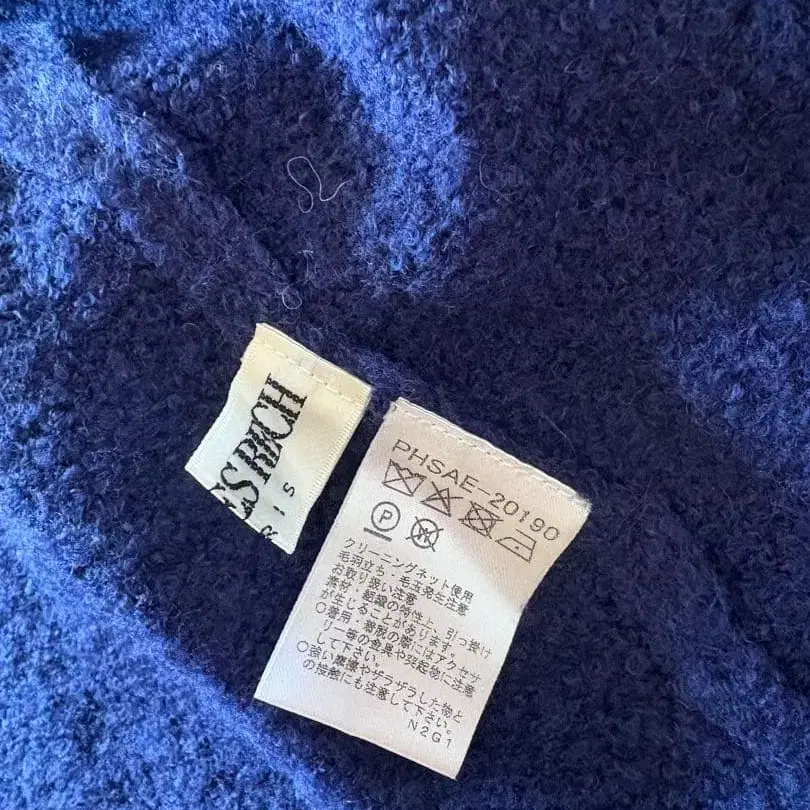 ES RICH
RIS
PHSAE-20190
P
W
クリーニングネット使用
毛羽立ち・毛玉発生注意
お取り扱い注意
素材・組織の特性上、引っ掛け
が生じることがあります。
○着用・着脱の際にはアクセサ
リー等の金具や突起物に注意
して下さい。
○強い摩擦やザラザラした物と
の接触にも注意して下さい。
N2G1